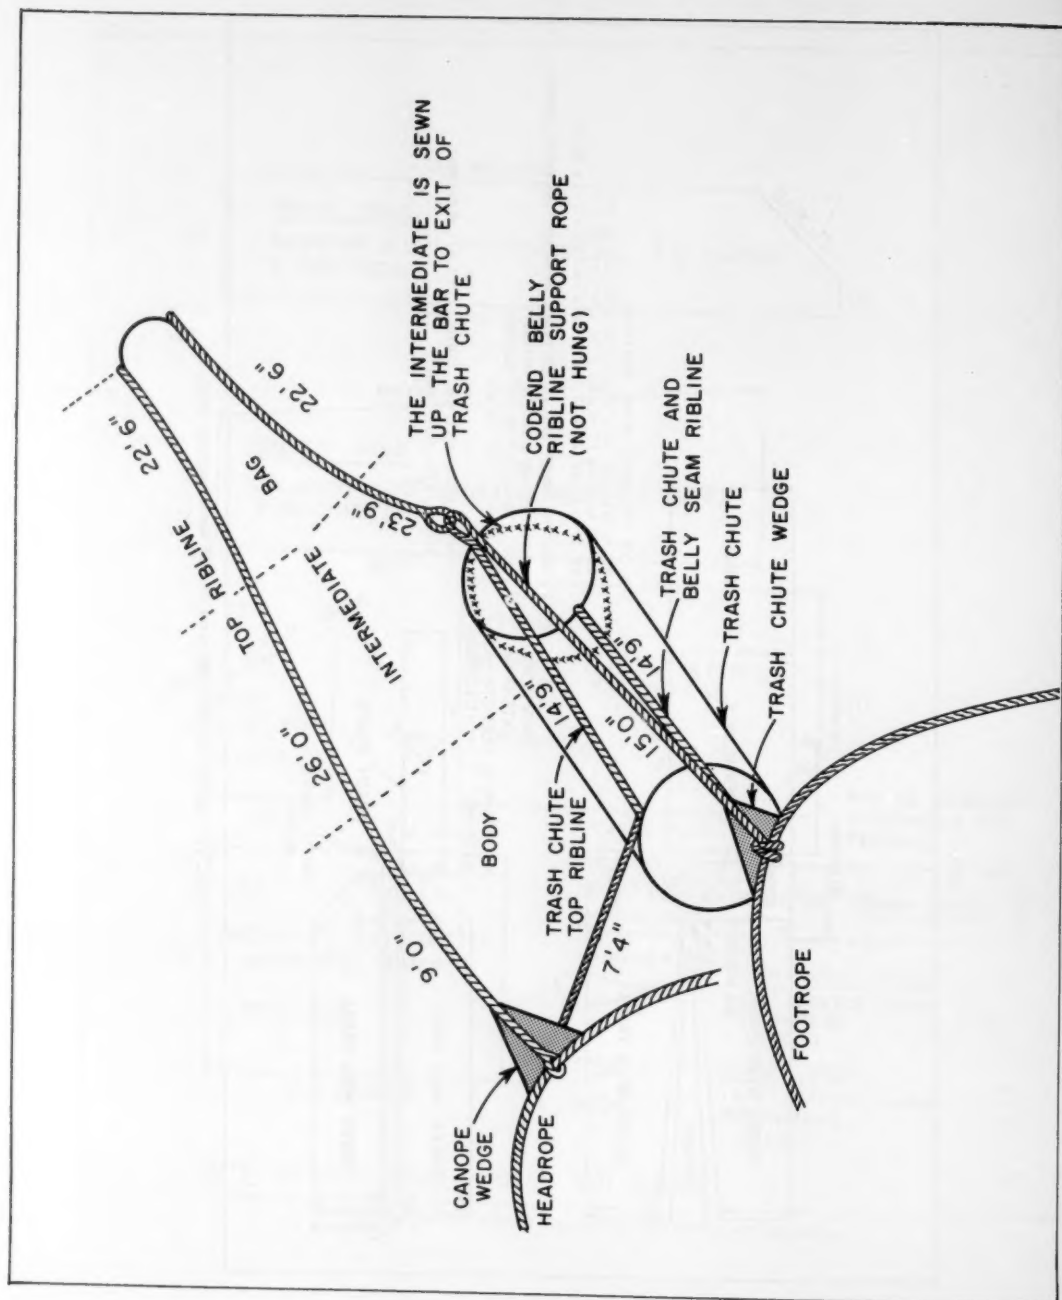 THE INTERMEDIATE IS SEWN
UP THE BAR TO EXIT OF
TRASH CHUTE
CODEND BELLY
RIBLINE SUPPORT ROPE
(NOT HUNG)
TRASH CHUTE AND
BELLY SEAM RIBLINE
TRASH CHUTE
TRASH CHUTE WEDGE
22' 6"
22' 6"
BAG
TOP RIBLINE
23' 9"
INTERMEDIATE
26' 0"
BODY
14'9"
15'0"
14'9"
TRASH CHUTE
TOP RIBLINE
9'0"
7'4"
CANOPE
WEDGE
HEADROPE
FOOTROPE